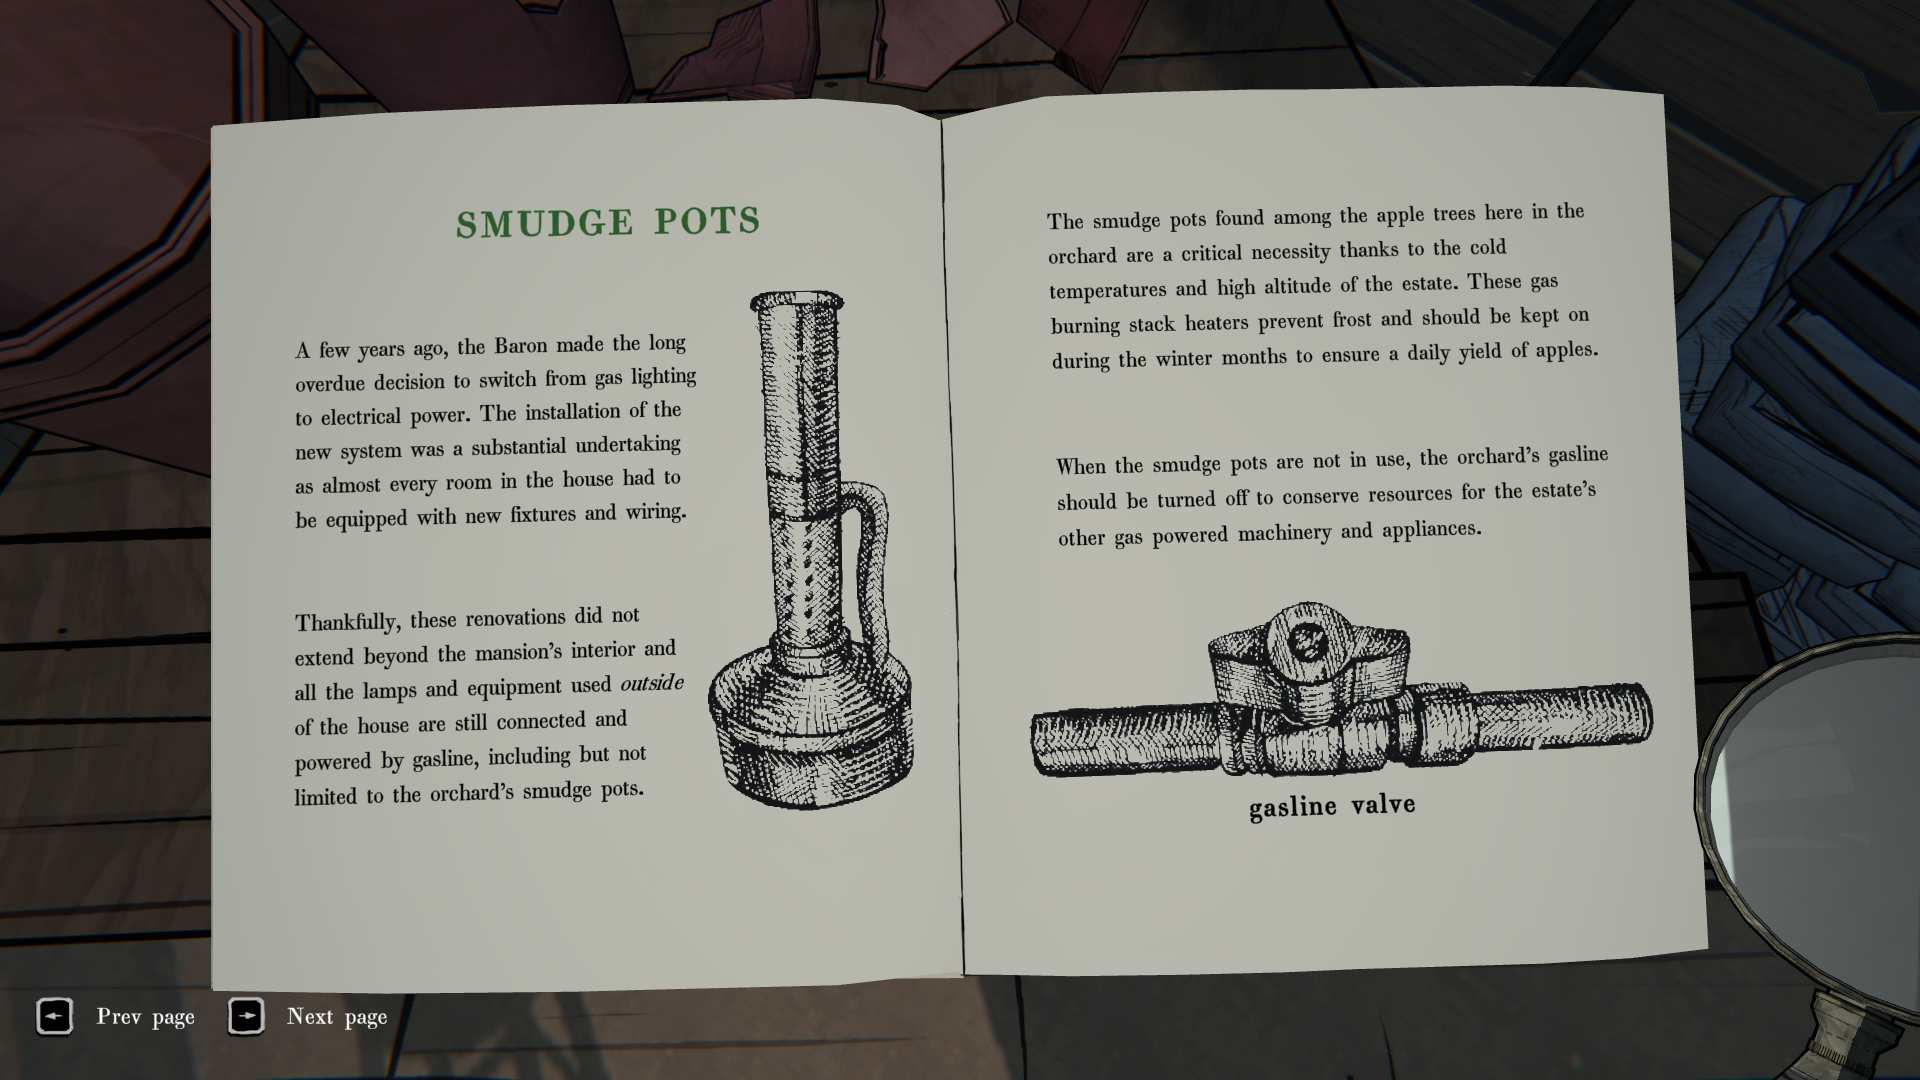 SMUDGE POTS
A few years ago, the Baron made the long
overdue decision to switch from gas lighting
to electrical power. The installation of the
new system was a substantial undertaking
as almost every room in the house had to
be equipped with new fixtures and wiring.
Thankfully, these renovations did not
extend beyond the mansion's interior and
all the lamps and equipment used outside
of the house are still connected and
powered by gasline, including but not
limited to the orchard's smudge pots.
The smudge pots found among the apple trees here in the
orchard are a critical necessity thanks to the cold
temperatures and high altitude of the estate. These gas
burning stack heaters prevent frost and should be kept on
during the winter months to ensure a daily yield of apples.
When the smudge pots are not in use, the orchard's gasline
should be turned off to conserve resources for the estate's
other gas powered machinery and appliances.
gasline valve
Prev page
Next page